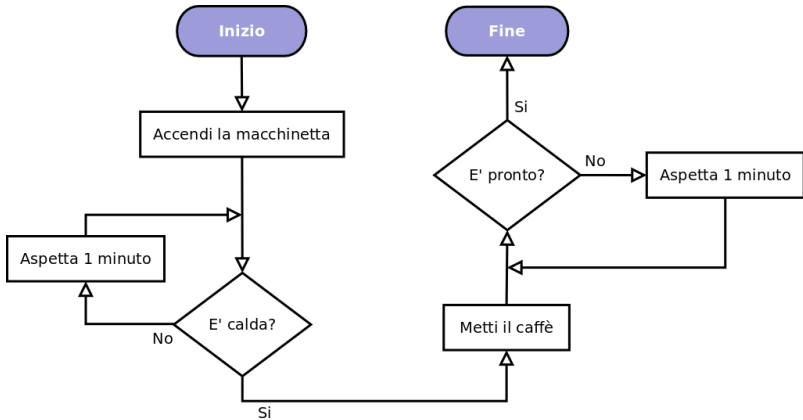 Inizio
Accendi la macchinetta
Aspetta 1 minuto
E' calda?
No
Si
Metti il caffè
E' pronto?
No
Aspetta 1 minuto
Si
Fine